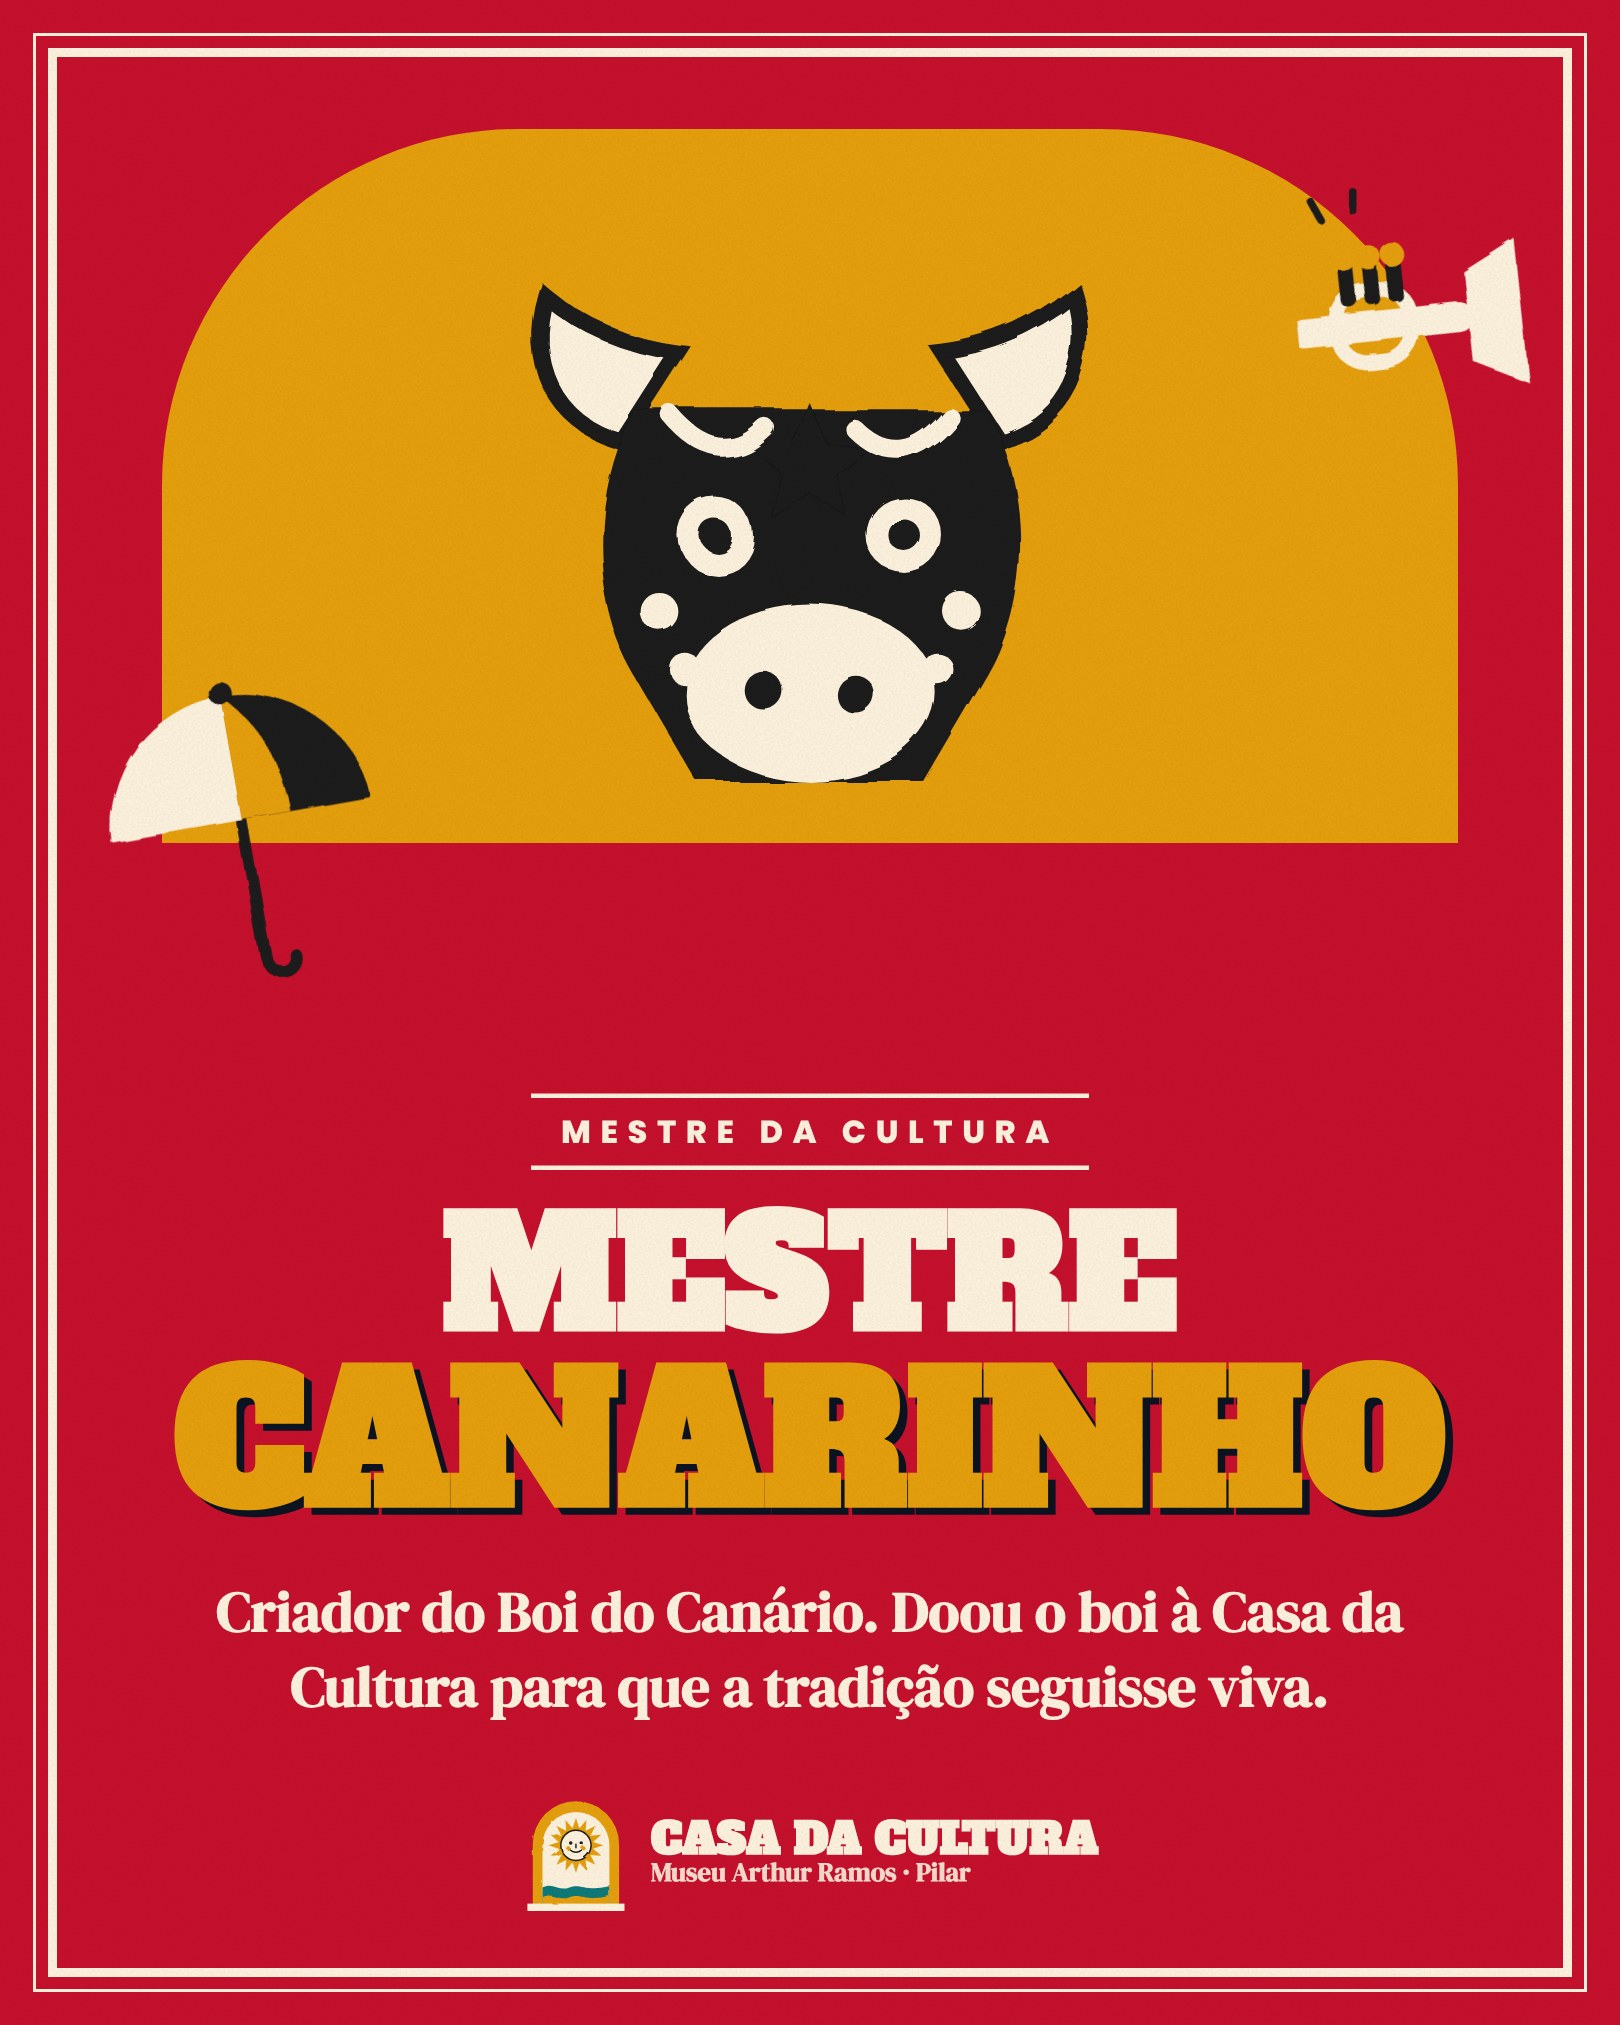 MESTRE DA CULTURA
MESTRE
CANARINHO
Criador do Boi do Canário. Doou o boi à Casa da
Cultura para que a tradição seguisse viva.
CASA DA CULTURA
Museu Arthur Ramos · Pilar